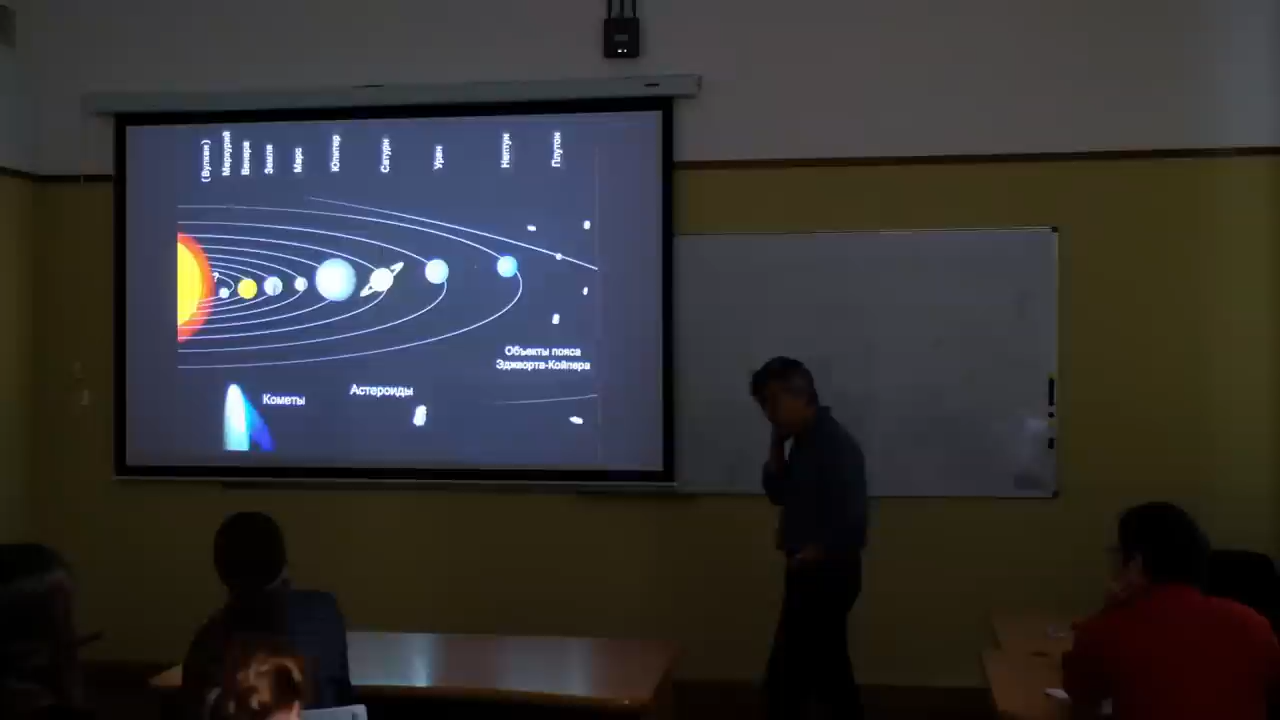 (Вулкан)
Меркурий
Венера
Земля
Марс
Юпитер
Сатурн
Уран
Нептун
Плутон
?
Объекты пояса
Эджворта-Койпера
Кометы
Астероиды